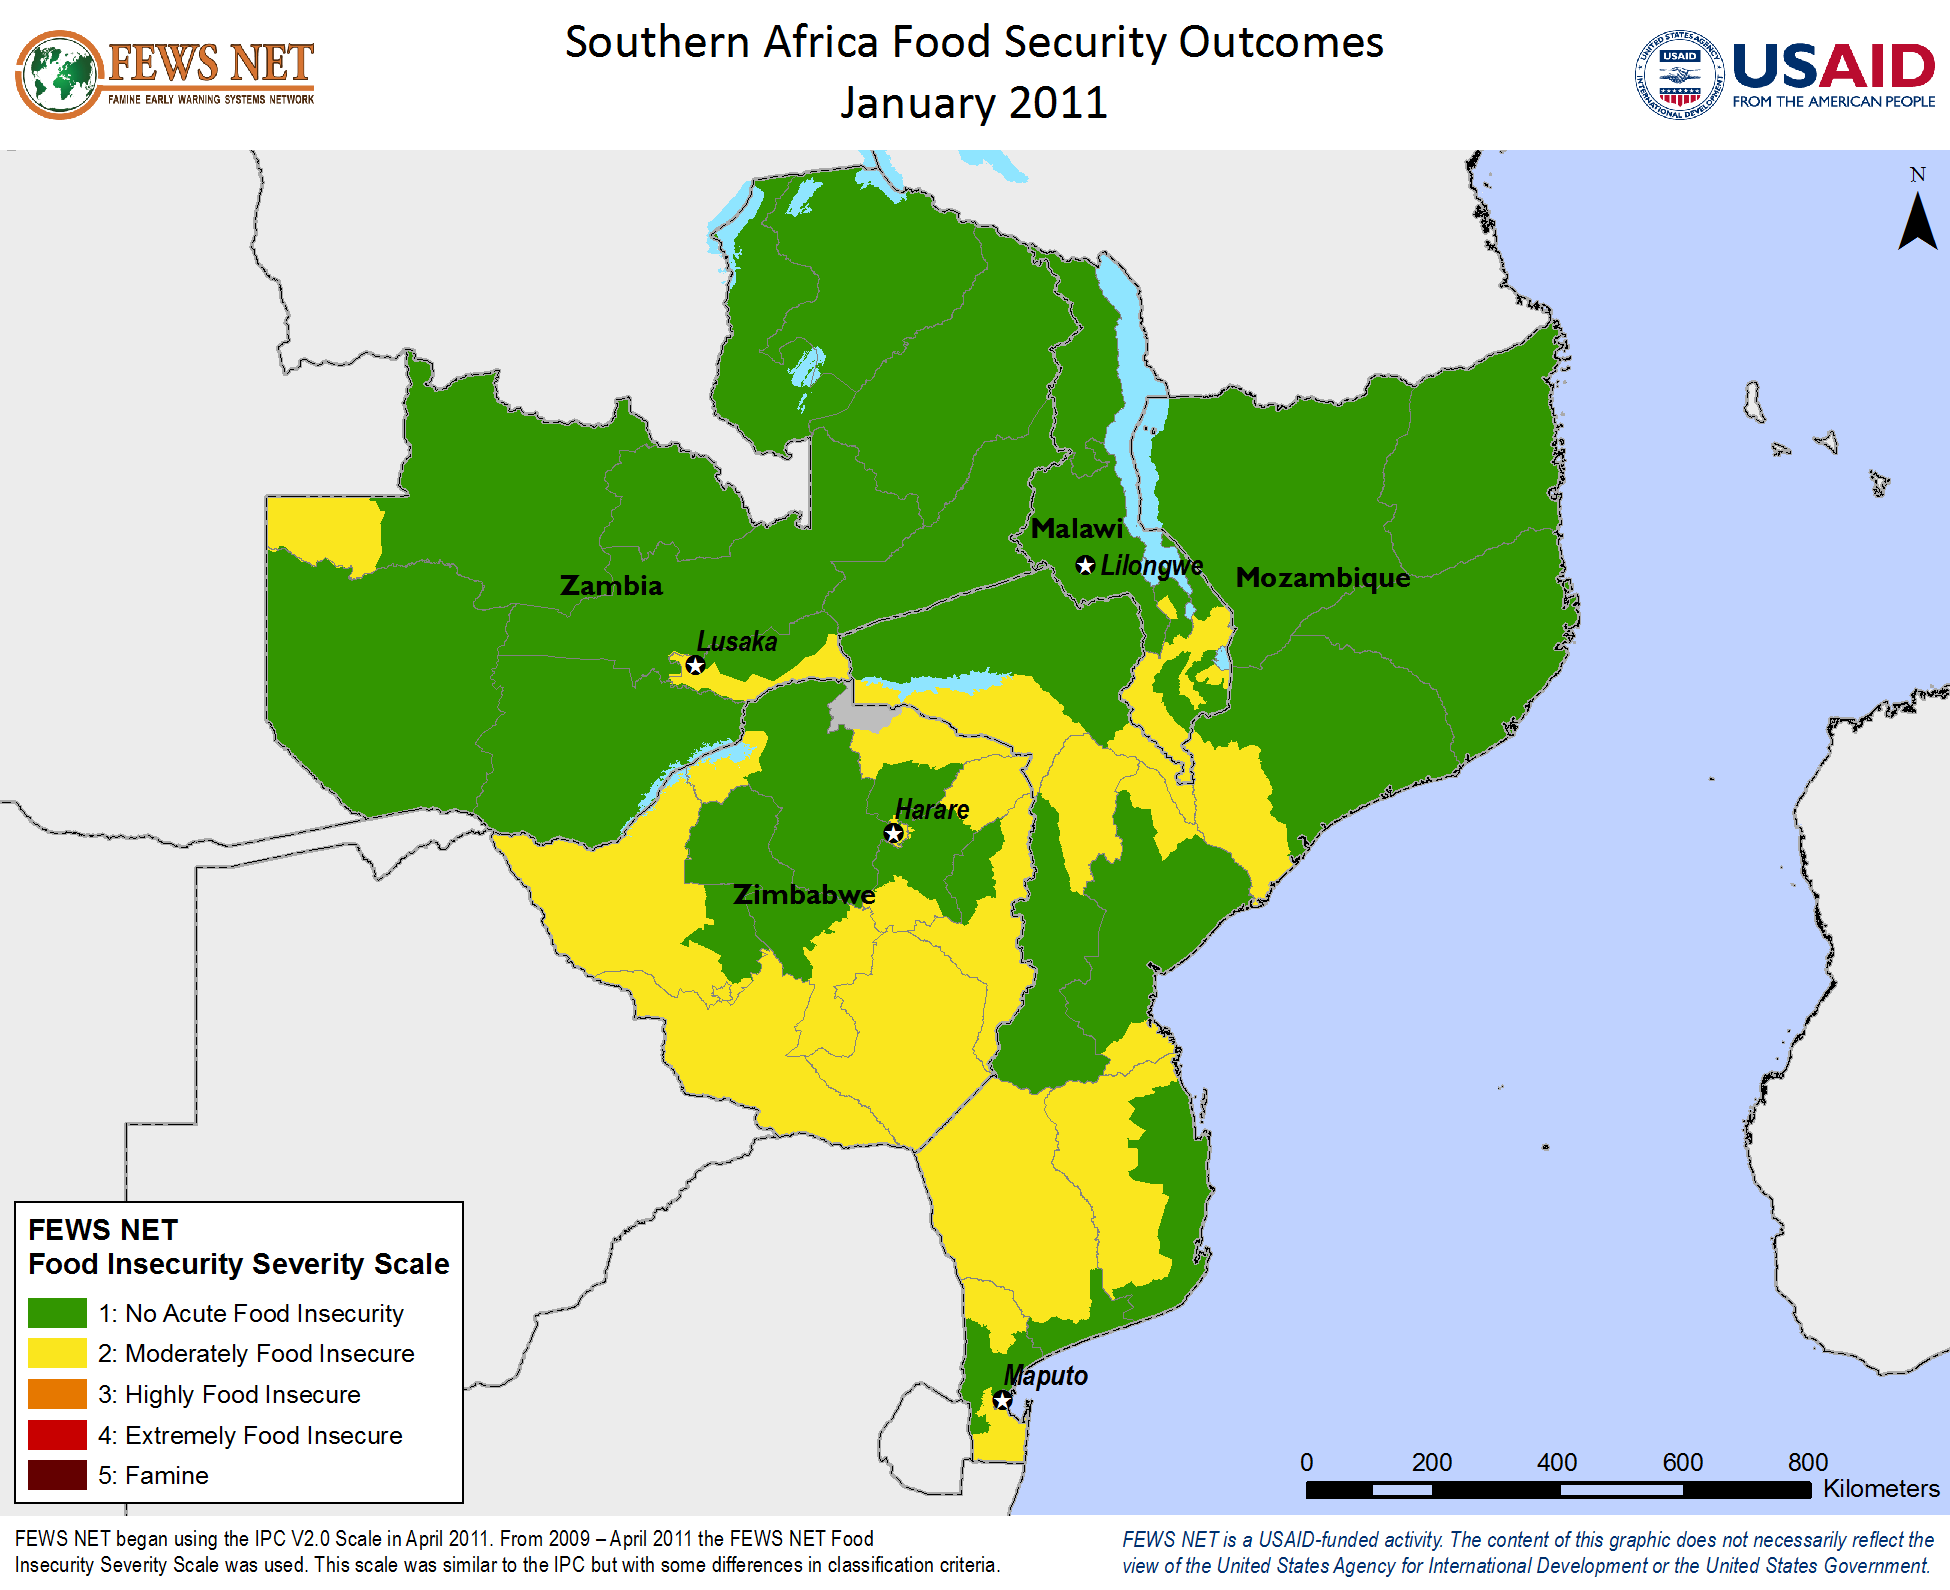 FEWS NET
FAMINE EARLY WARNING SYSTEMS NETWORK
Southern Africa Food Security Outcomes
January 2011
UNITED STATES AGENCY
USAID
INTERNATIONAL DEVELOPMENT
USAID
FROM THE AMERICAN PEOPLE
N
Malawi
Lilongwe
Mozambique
Zambia
Lusaka
Harare
Zimbabwe
Maputo
FEWS NET
Food Insecurity Severity Scale
1: No Acute Food Insecurity
2: Moderately Food Insecure
3: Highly Food Insecure
4: Extremely Food Insecure
5: Famine
0 200 400 600 800
Kilometers
FEWS NET began using the IPC V2.0 Scale in April 2011. From 2009 – April 2011 the FEWS NET Food
Insecurity Severity Scale was used. This scale was similar to the IPC but with some differences in classification criteria.
FEWS NET is a USAID-funded activity. The content of this graphic does not necessarily reflect the
view of the United States Agency for International Development or the United States Government.